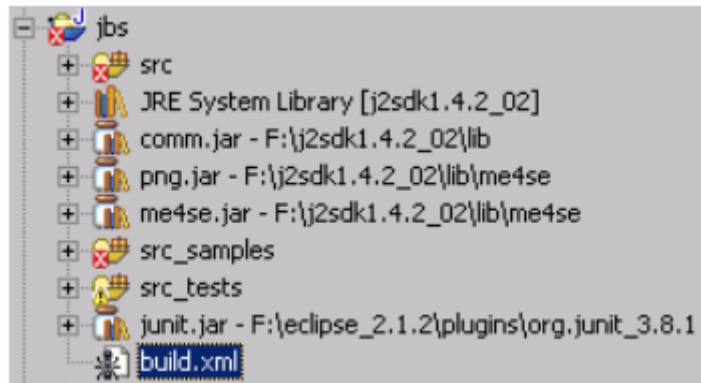 jbs
src
JRE System Library [j2sdk1.4.2_02]
comm.jar - F:\j2sdk1.4.2_02\lib
png.jar - F:\j2sdk1.4.2_02\lib\me4se
me4se.jar - F:\j2sdk1.4.2_02\lib\me4se
src_samples
src_tests
junit.jar - F:\eclipse_2.1.2\plugins\org.junit_3.8.1
build.xml